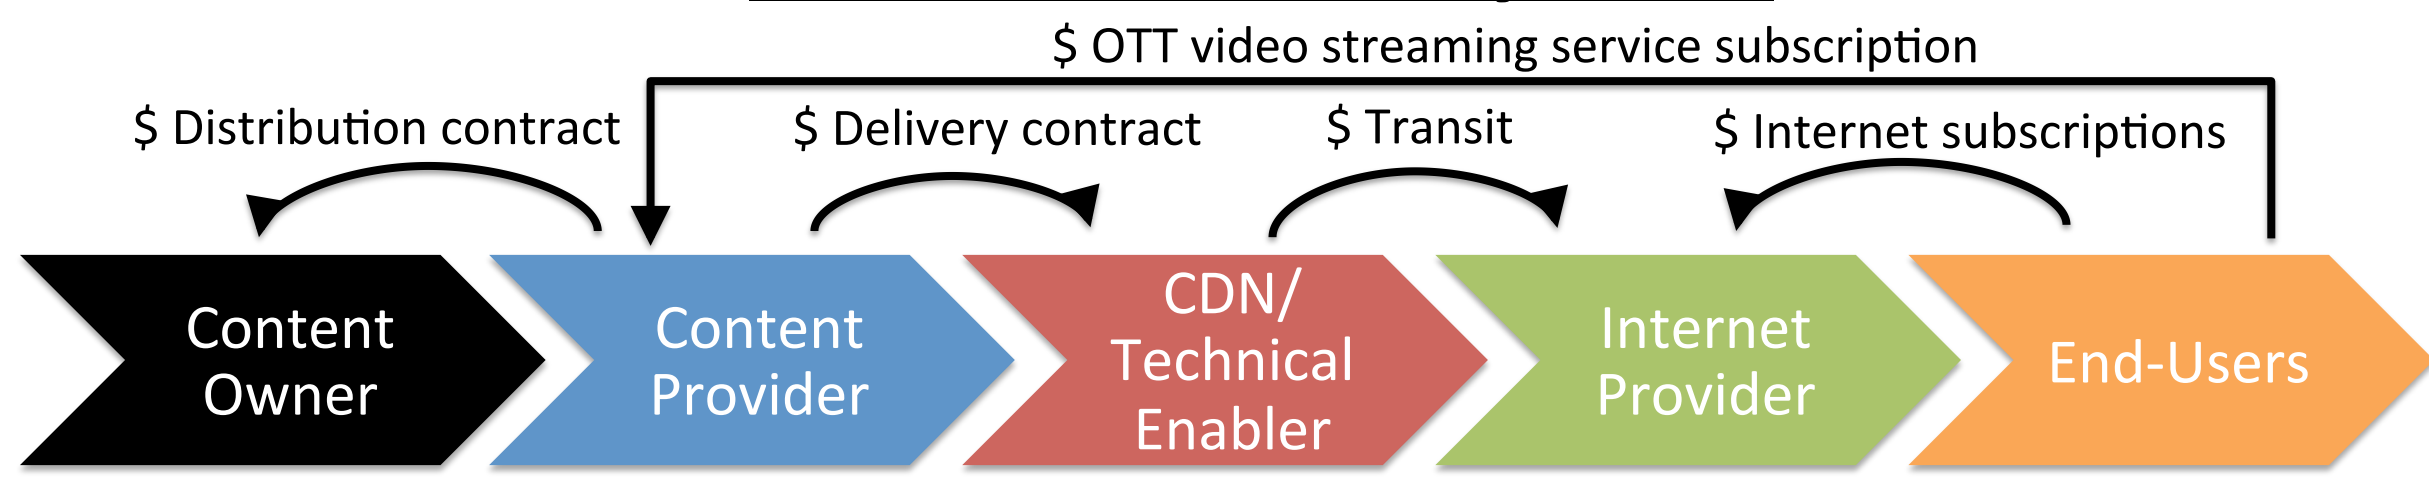 $ OTT video streaming service subscription
$ Distribution contract
$ Delivery contract
$ Transit
$ Internet subscriptions
Content
Owner
Content
Provider
CDN/
Technical
Enabler
Internet
Provider
End-Users